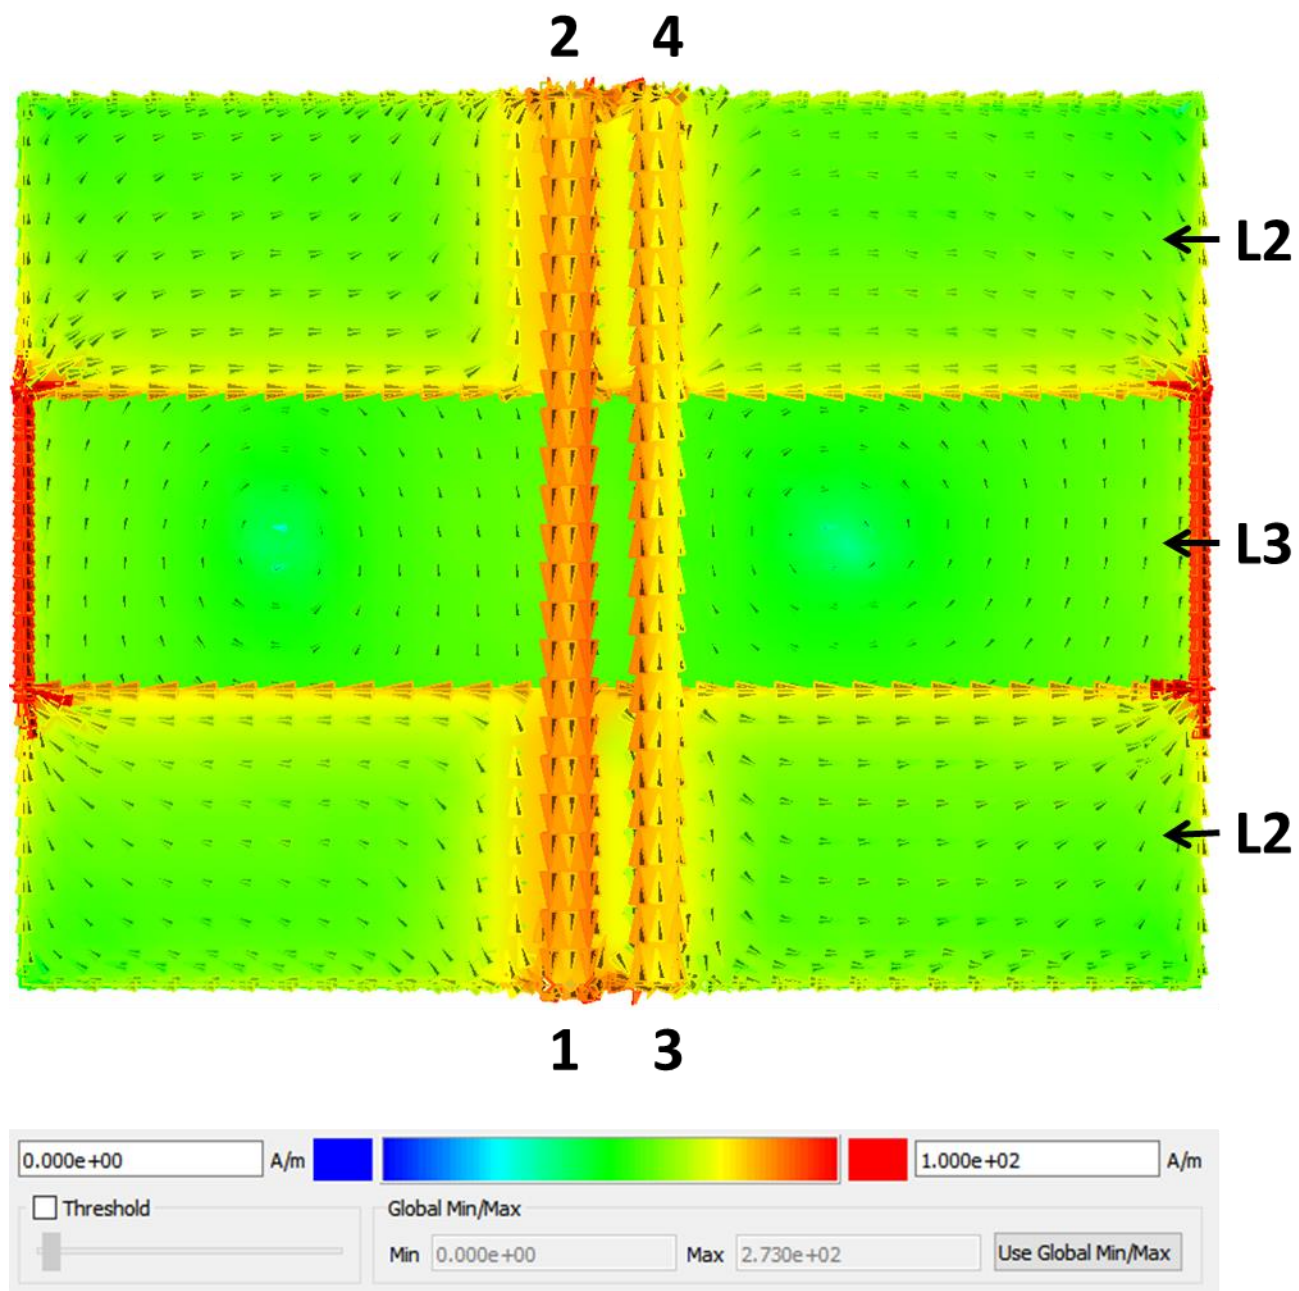 2 4
L2
L3
L2
1 3
0.000e+00 A/m 1.000e+02 A/m
Threshold Global Min/Max
Min 0.000e+00 Max 2.730e+02 Use Global Min/Max